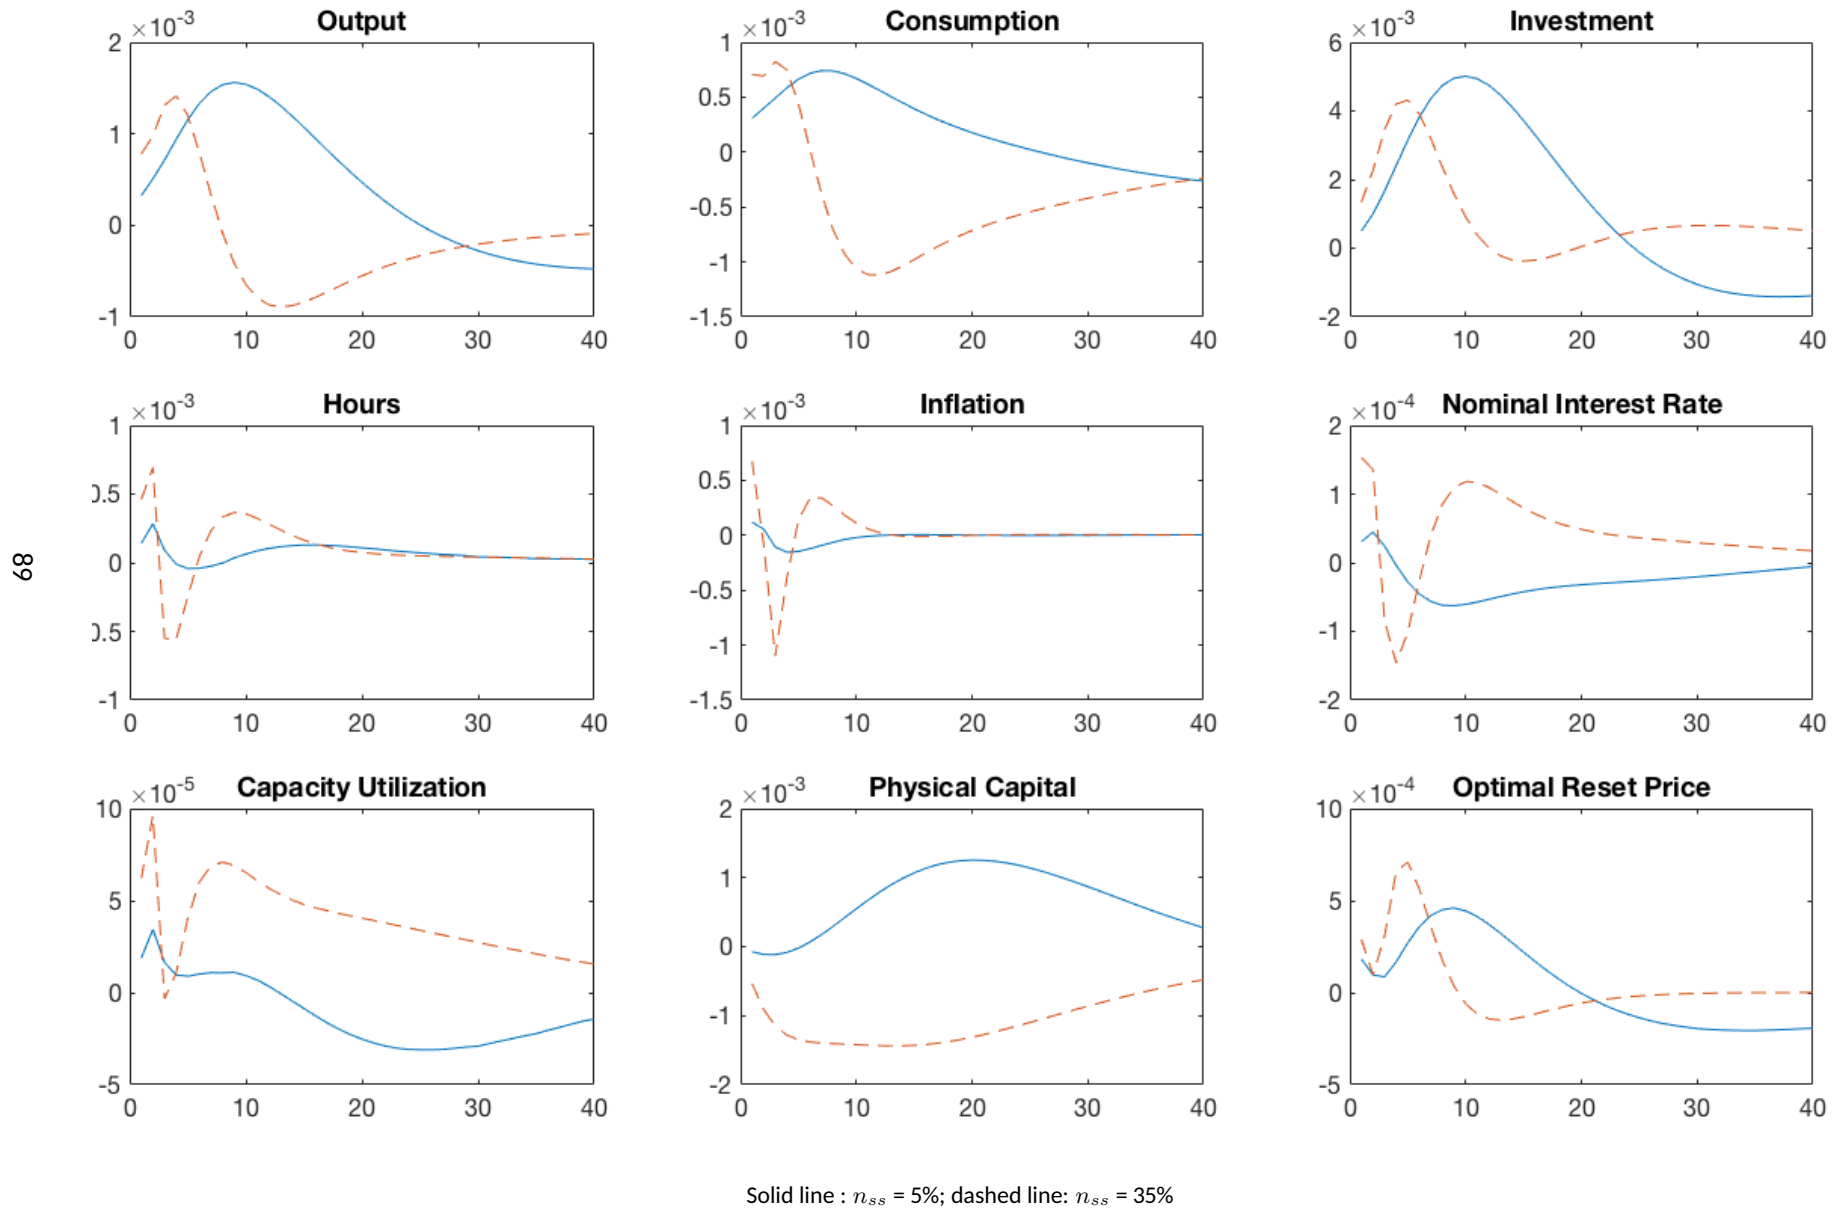 Output
×10-3
2
1
0
-1
0 10 20 30 40
Consumption
×10-3
1
0.5
0
-0.5
-1
-1.5
0 10 20 30 40
Investment
×10-3
6
4
2
0
-2
0 10 20 30 40
Hours
×10-3
1
0.5
0
0.5
-1
0 10 20 30 40
Inflation
×10-3
1
0.5
0
-0.5
-1
-1.5
0 10 20 30 40
Nominal Interest Rate
×10-4
2
1
0
-1
-2
0 10 20 30 40
Capacity Utilization
×10-5
10
5
0
-5
0 10 20 30 40
Physical Capital
×10-3
2
1
0
-1
-2
0 10 20 30 40
Optimal Reset Price
×10-4
10
5
0
-5
0 10 20 30 40
68
Solid line : nss = 5%; dashed line: nss = 35%